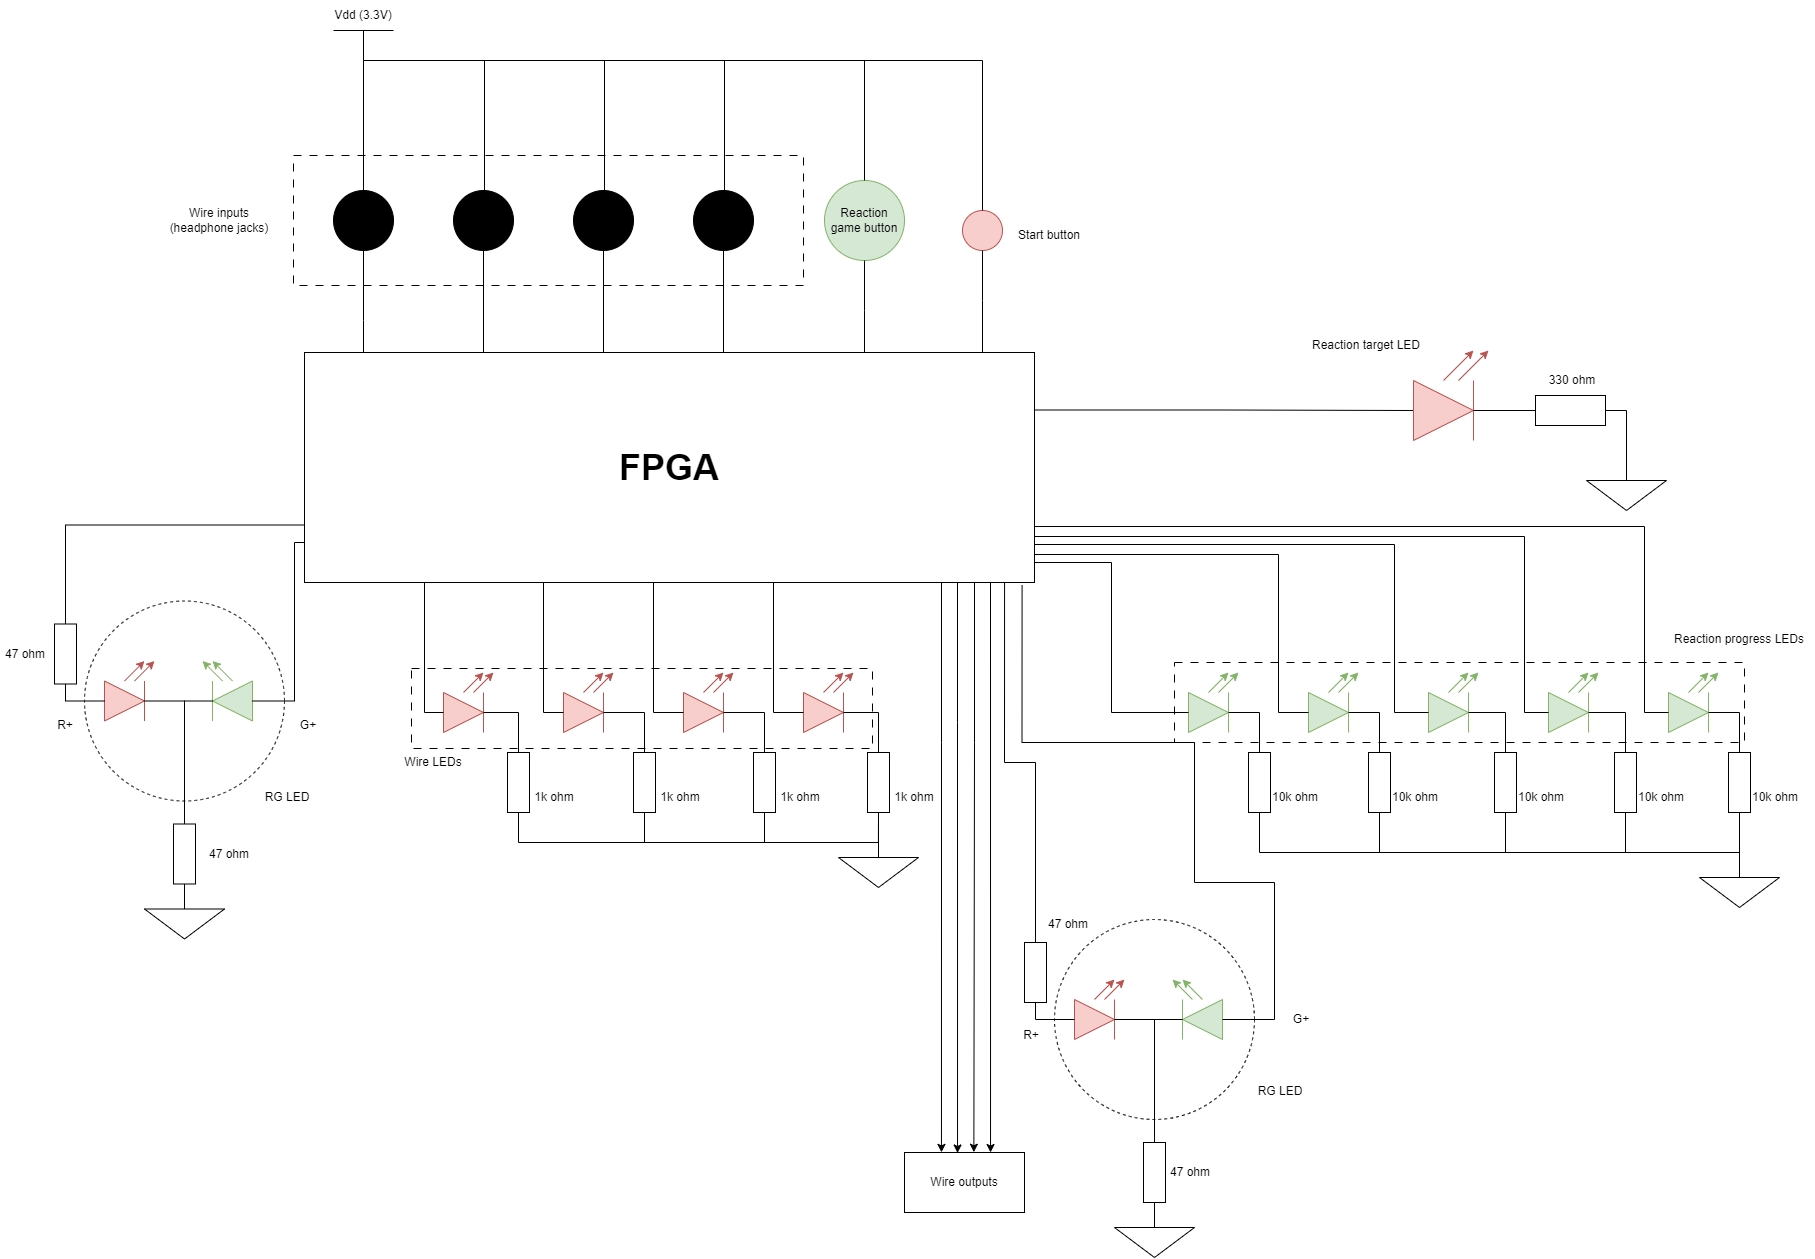 Vdd (3.3V)
Wire inputs
(headphone jacks)
Reaction
game button
Start button
Reaction target LED
330 ohm
FPGA
47 ohm
R+
G+
RG LED
47 ohm
Wire LEDs
1k ohm
1k ohm
1k ohm
1k ohm
Reaction progress LEDs
10k ohm
10k ohm
10k ohm
10k ohm
10k ohm
47 ohm
R+
G+
RG LED
47 ohm
Wire outputs